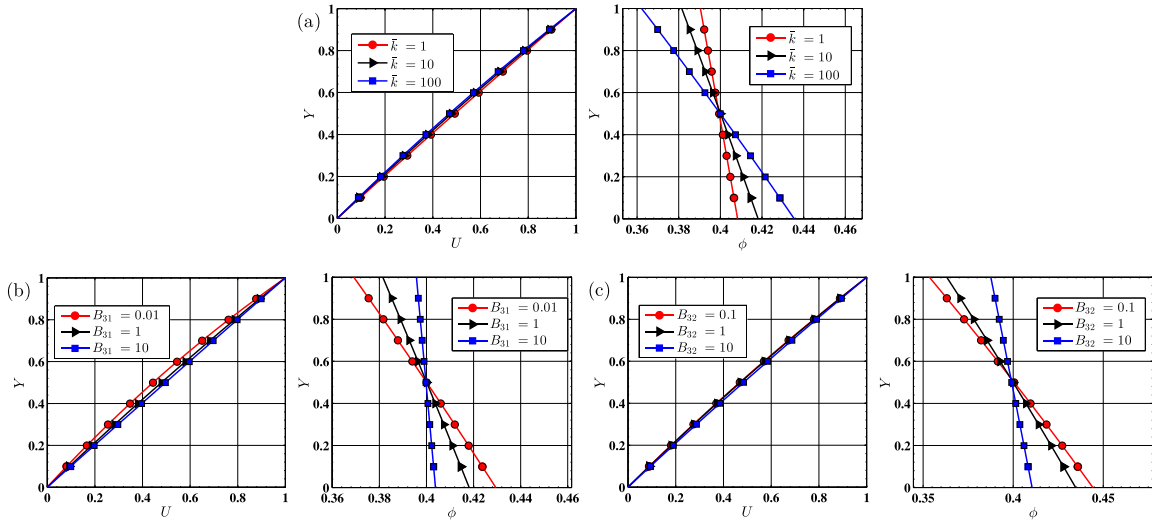 (a)
1
0.8
0.6
0.4
0.2
0
Y
0 0.2 0.4 0.6 0.8 1
U
k̄ = 1
k̄ = 10
k̄ = 100
1
0.8
0.6
0.4
0.2
0
Y
0.36 0.38 0.4 0.42 0.44 0.46
ϕ
k̄ = 1
k̄ = 10
k̄ = 100
(b)
1
0.8
0.6
0.4
0.2
0
Y
0 0.2 0.4 0.6 0.8 1
U
B₃₁ = 0.01
B₃₁ = 1
B₃₁ = 10
1
0.8
0.6
0.4
0.2
0
Y
0.36 0.38 0.4 0.42 0.44 0.46
ϕ
B₃₁ = 0.01
B₃₁ = 1
B₃₁ = 10
(c)
1
0.8
0.6
0.4
0.2
0
Y
0 0.2 0.4 0.6 0.8 1
U
B₃₂ = 0.1
B₃₂ = 1
B₃₂ = 10
1
0.8
0.6
0.4
0.2
0
Y
0.35 0.4 0.45
ϕ
B₃₂ = 0.1
B₃₂ = 1
B₃₂ = 10